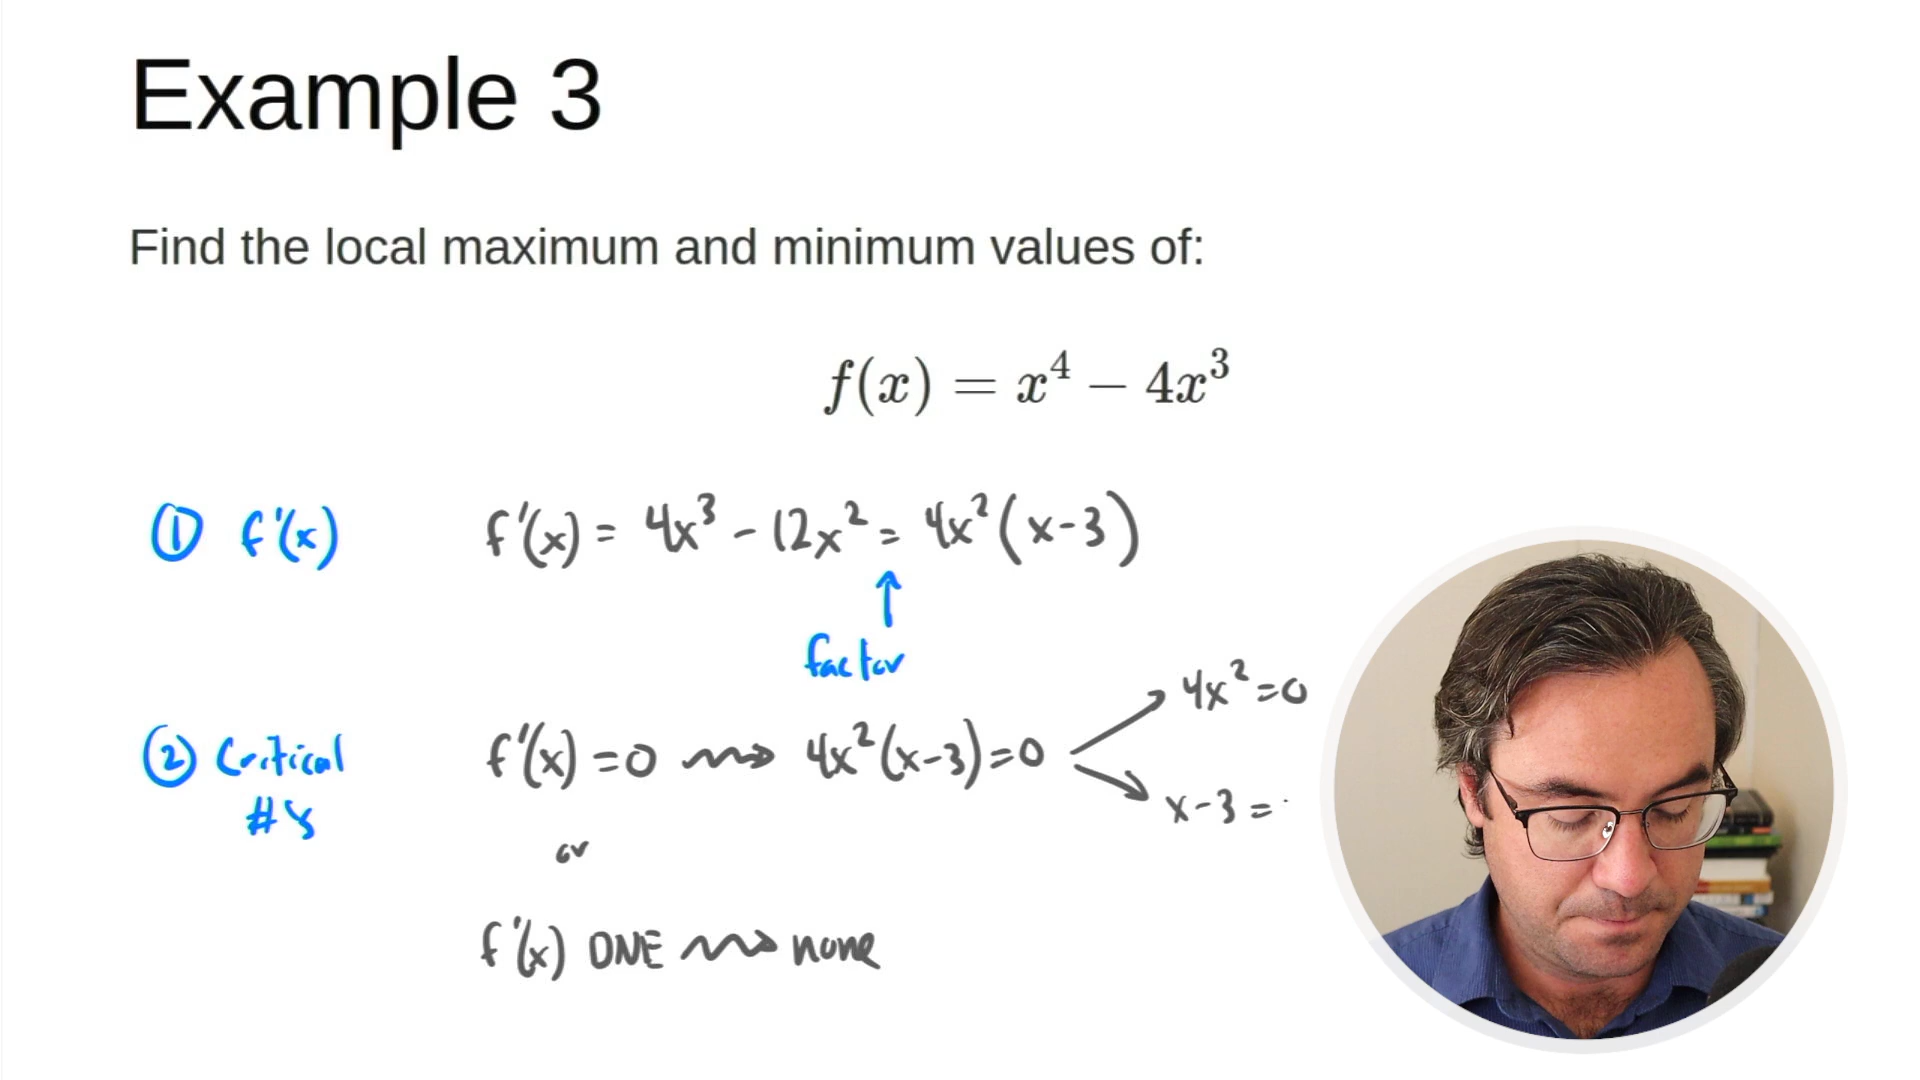 Example 3
Find the local maximum and minimum values of:
f(x) = x⁴ − 4x³
① f'(x) f'(x) = 4x³ - 12x² = 4x²(x-3)
↑
factor
② Critical #s f'(x) = 0 ⇝ 4x²(x-3)=0
4x²=0
x-3=
or
f'(x) DNE ⇝ none